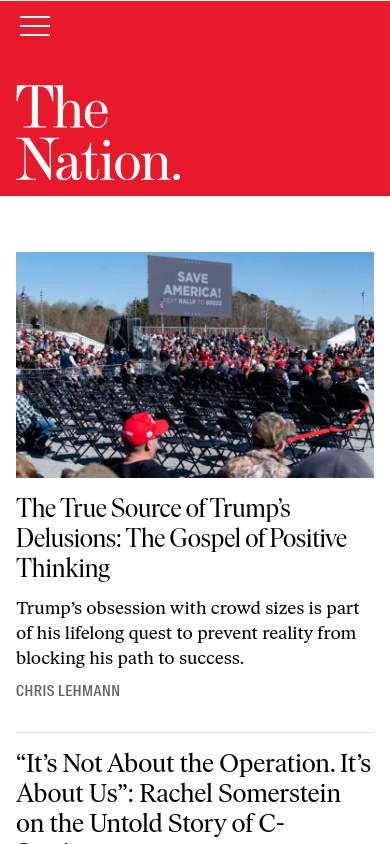 The
Nation.
SAVE
AMERICA!
TEXT RALLY TO 88022
The True Source of Trump’s
Delusions: The Gospel of Positive
Thinking
Trump’s obsession with crowd sizes is part
of his lifelong quest to prevent reality from
blocking his path to success.
CHRIS LEHMANN
“It’s Not About the Operation. It’s
About Us”: Rachel Somerstein
on the Untold Story of C-